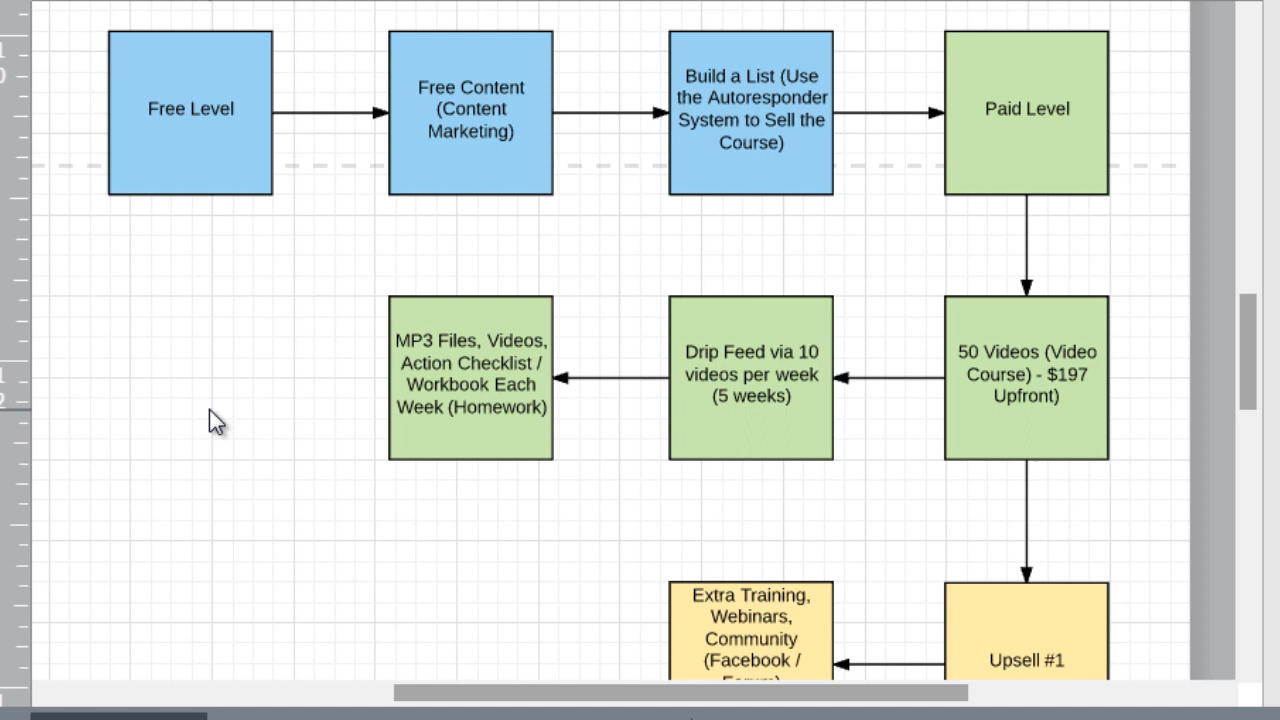 Free Level
Free Content
(Content
Marketing)
Build a List (Use
the Autoresponder
System to Sell the
Course)
Paid Level
MP3 Files, Videos,
Action Checklist /
Workbook Each
Week (Homework)
Drip Feed via 10
videos per week
(5 weeks)
50 Videos (Video
Course) - $197
Upfront)
Extra Training,
Webinars,
Community
(Facebook /
Forum)
Upsell #1